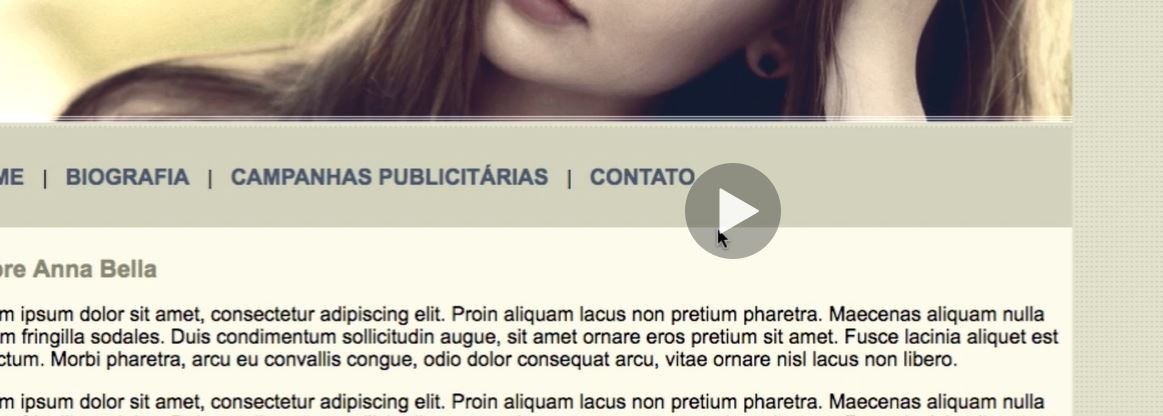 ME | BIOGRAFIA | CAMPANHAS PUBLICITÁRIAS | CONTATO
bre Anna Bella
m ipsum dolor sit amet, consectetur adipiscing elit. Proin aliquam lacus non pretium pharetra. Maecenas aliquam nulla
m fringilla sodales. Duis condimentum sollicitudin augue, sit amet ornare eros pretium sit amet. Fusce lacinia aliquet est
ctum. Morbi pharetra, arcu eu convallis congue, odio dolor consequat arcu, vitae ornare nisl lacus non libero.
m ipsum dolor sit amet, consectetur adipiscing elit. Proin aliquam lacus non pretium pharetra. Maecenas aliquam nulla